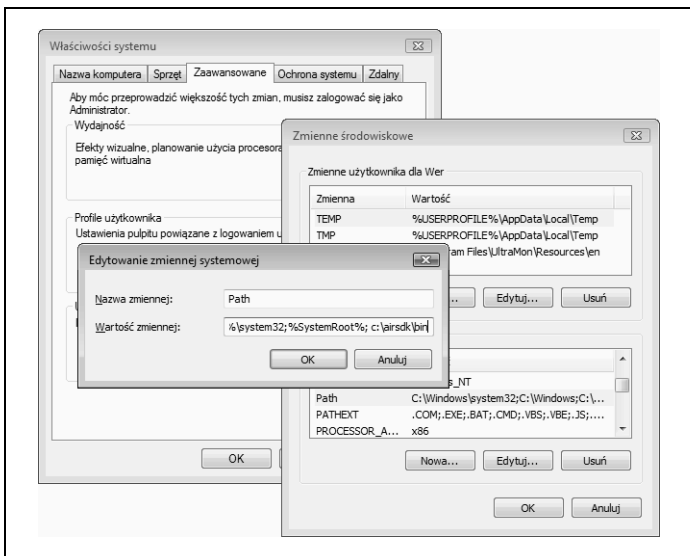 Właściwości systemu
Nazwa komputera Sprzęt Zaawansowane Ochrona systemu Zdalny
Aby móc przeprowadzić większość tych zmian, musisz zalogować się jako
Administrator.
Wydajność
Efekty wizualne, planowanie użycia procesora
pamięć wirtualna
Profile użytkownika
Ustawienia pulpitu powiązane z logowaniem
OK
Zmienne środowiskowe
Zmienne użytkownika dla Wer
Zmienna Wartość
TEMP %USERPROFILE%\AppData\Local\Temp
TMP %USERPROFILE%\AppData\Local\Temp
ram Files\UltraMon\Resources\en
... Edytuj... Usuń
Edytowanie zmiennej systemowej
Nazwa zmiennej: Path
Wartość zmiennej: %\system32;%SystemRoot%; c:\airsdk\bin
OK Anuluj
s_NT
Path C:\Windows\system32;C:\Windows;C:\...
PATHEXT .COM;.EXE;.BAT;.CMD;.VBS;.VBE;.JS;....
PROCESSOR_A... x86
Nowa... Edytuj... Usuń
OK Anuluj